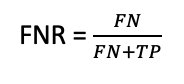 FNR = FN / FN+TP